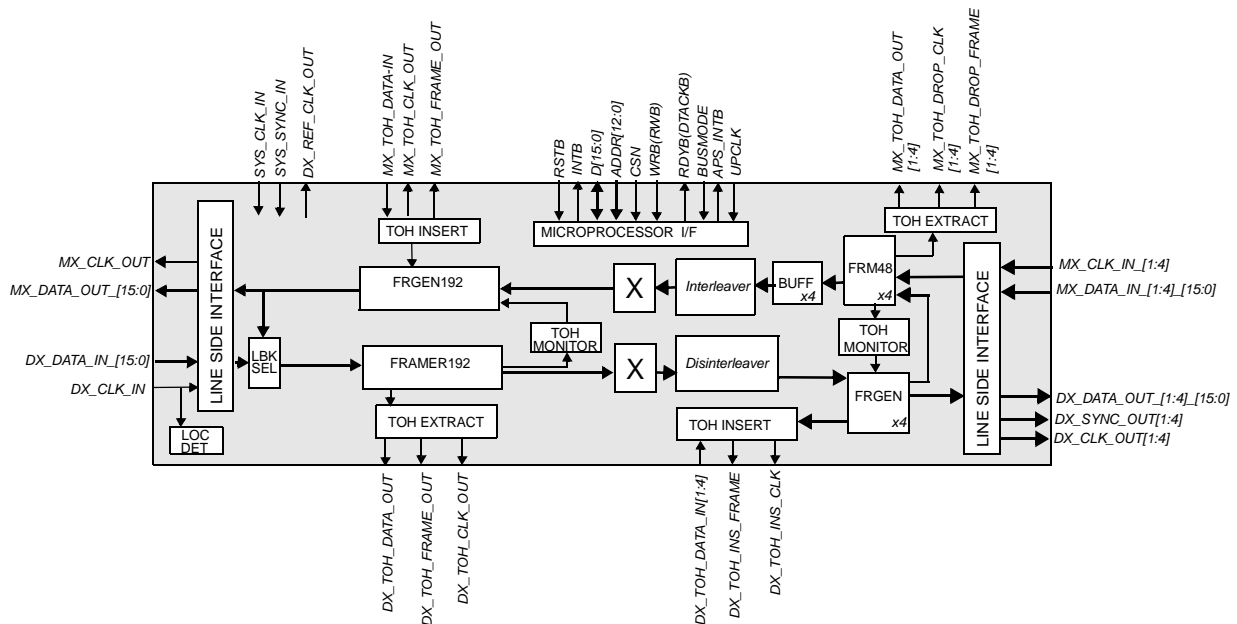 SYS_CLK_IN
SYS_SYNC_IN
DX_REF_CLK_OUT
MX_TOH_DATA-IN
MX_TOH_CLK_OUT
MX_TOH_FRAME_OUT
RSTB
INTB
D[15:0]
ADDR[12:0]
CSN
WRB(RWB)
RDYB(DTACKB)
BUSMODE
APS_INTB
UPCLK
MX_TOH_DATA_OUT
[1:4]
MX_TOH_DROP_CLK
[1:4]
MX_TOH_DROP_FRAME
[1:4]
TOH INSERT
MICROPROCESSOR I/F
TOH EXTRACT
MX_CLK_OUT
MX_DATA_OUT_[15:0]
DX_DATA_IN_[15:0]
DX_CLK_IN
LINE SIDE INTERFACE
FRGEN192
X
Interleaver
BUFF
x4
FRM48
x4
LINE SIDE INTERFACE
MX_CLK_IN_[1:4]
MX_DATA_IN_[1:4]_[15:0]
LBK
SEL
FRAMER192
TOH
MONITOR
X
Disinterleaver
TOH
MONITOR
FRGEN
x4
DX_DATA_OUT_[1:4]_[15:0]
DX_SYNC_OUT[1:4]
DX_CLK_OUT[1:4]
LOC
DET
TOH EXTRACT
TOH INSERT
DX_TOH_DATA_OUT
DX_TOH_FRAME_OUT
DX_TOH_CLK_OUT
DX_TOH_DATA_IN[1:4]
DX_TOH_INS_FRAME
DX_TOH_INS_CLK